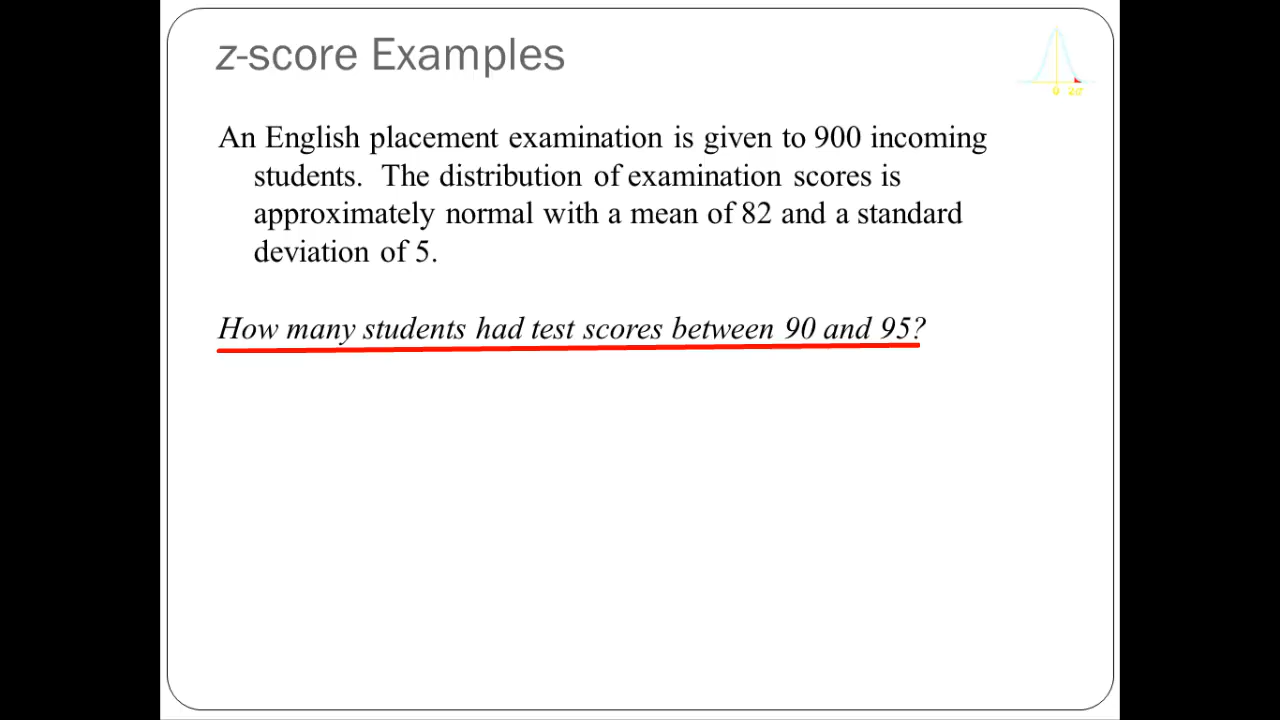 z-score Examples
0 2σ
An English placement examination is given to 900 incoming
students. The distribution of examination scores is
approximately normal with a mean of 82 and a standard
deviation of 5.
How many students had test scores between 90 and 95?